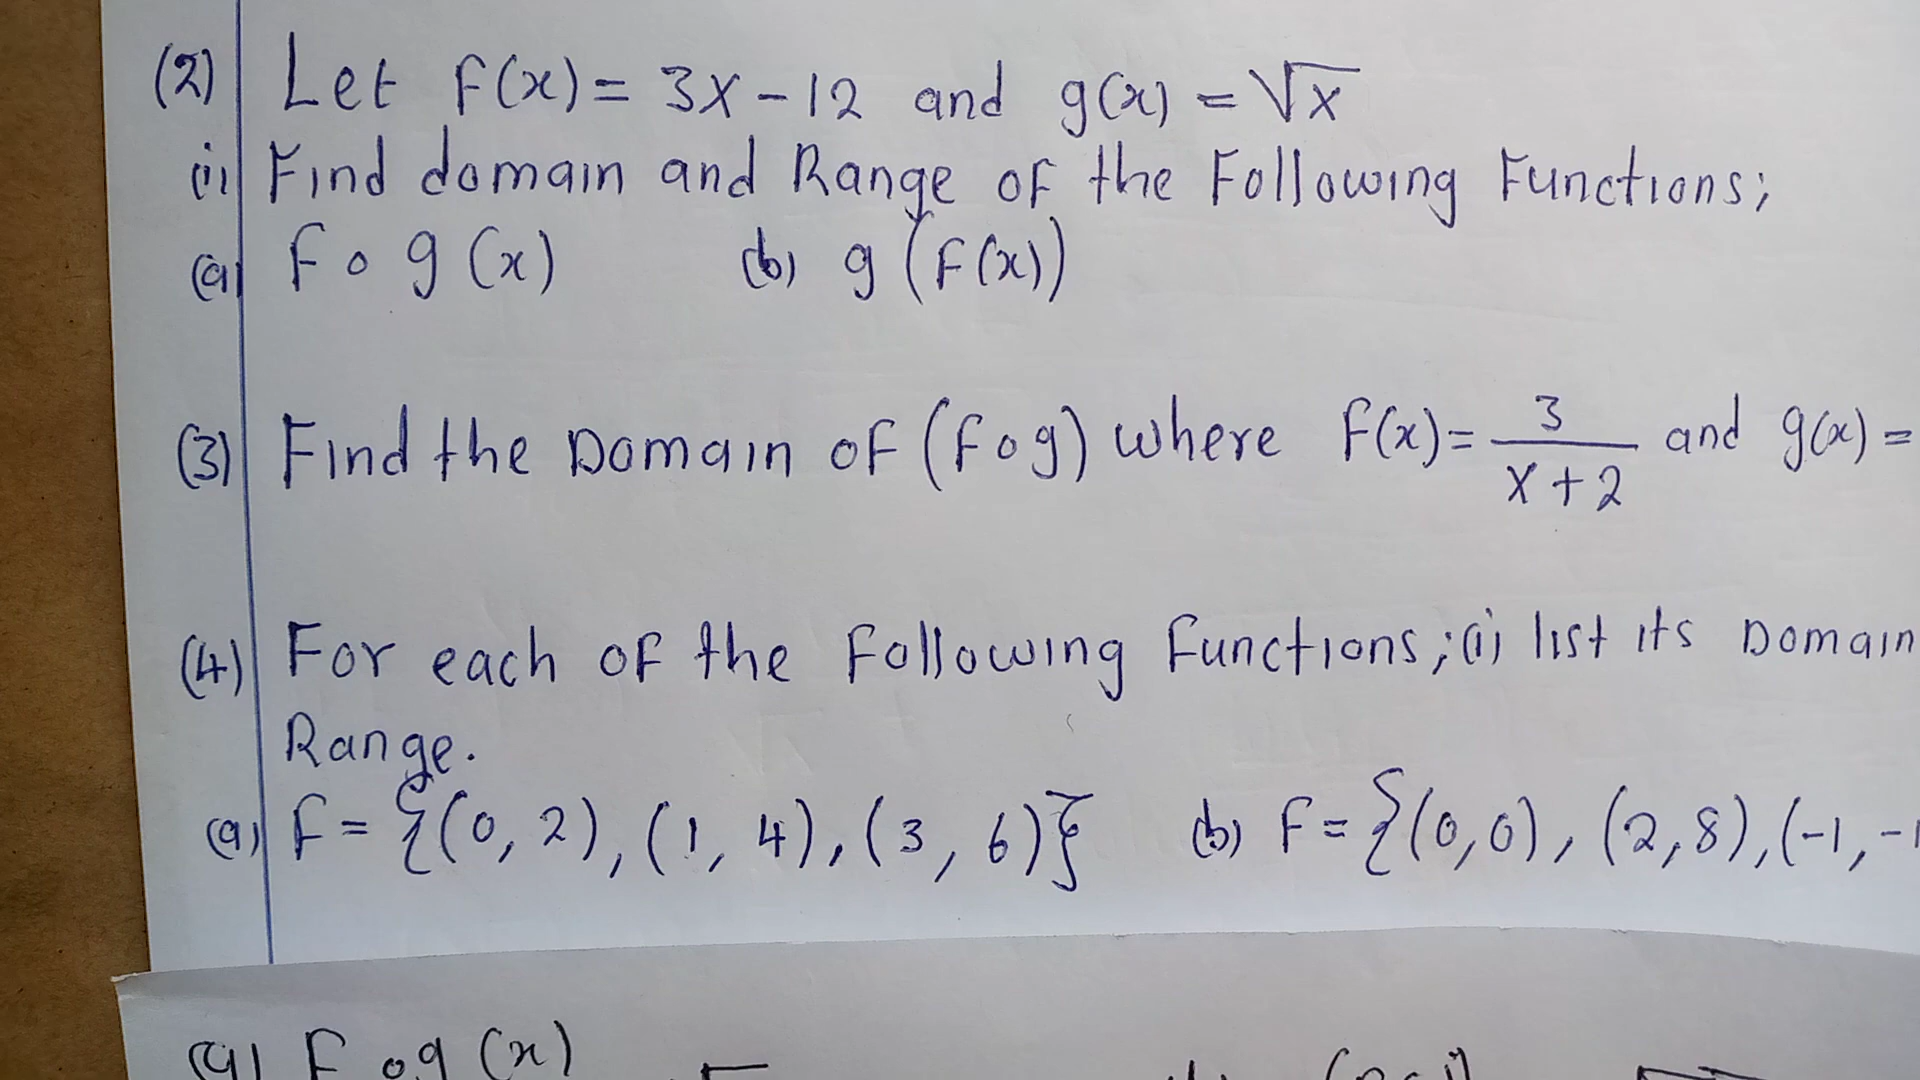 (2) Let f(x) = 3x - 12 and g(x) = √x
(i) Find domain and Range of the Following Functions;
(a) f o g (x) (b) g (f(x))
(3) Find the Domain of (fog) where f(x) = 3/(x + 2) and g(x) =
(4) For each of the Following Functions; (i) list its Domain
Range.
(a) f = {(0, 2), (1, 4), (3, 6)} (b) f = {(0,0), (2,8), (-1, -1
(a) f o g (x)